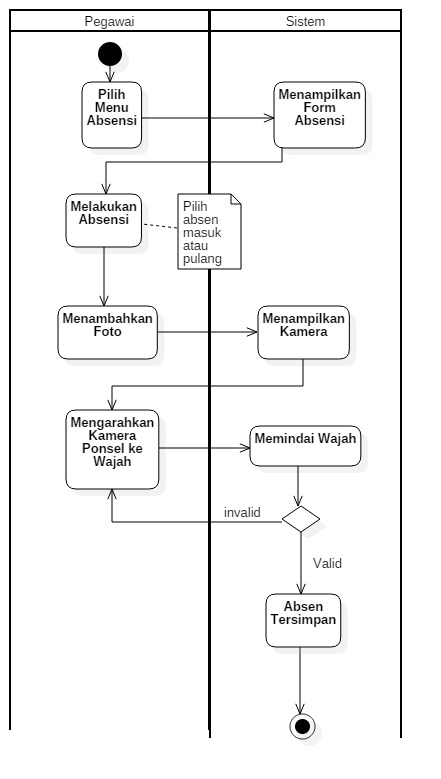 Pegawai
Sistem
Pilih
Menu
Absensi
Menampilkan
Form
Absensi
Melakukan
Absensi
Pilih
absen
masuk
atau
pulang
Menambahkan
Foto
Menampilkan
Kamera
Mengarahkan
Kamera
Ponsel ke
Wajah
Memindai Wajah
invalid
Valid
Absen
Tersimpan